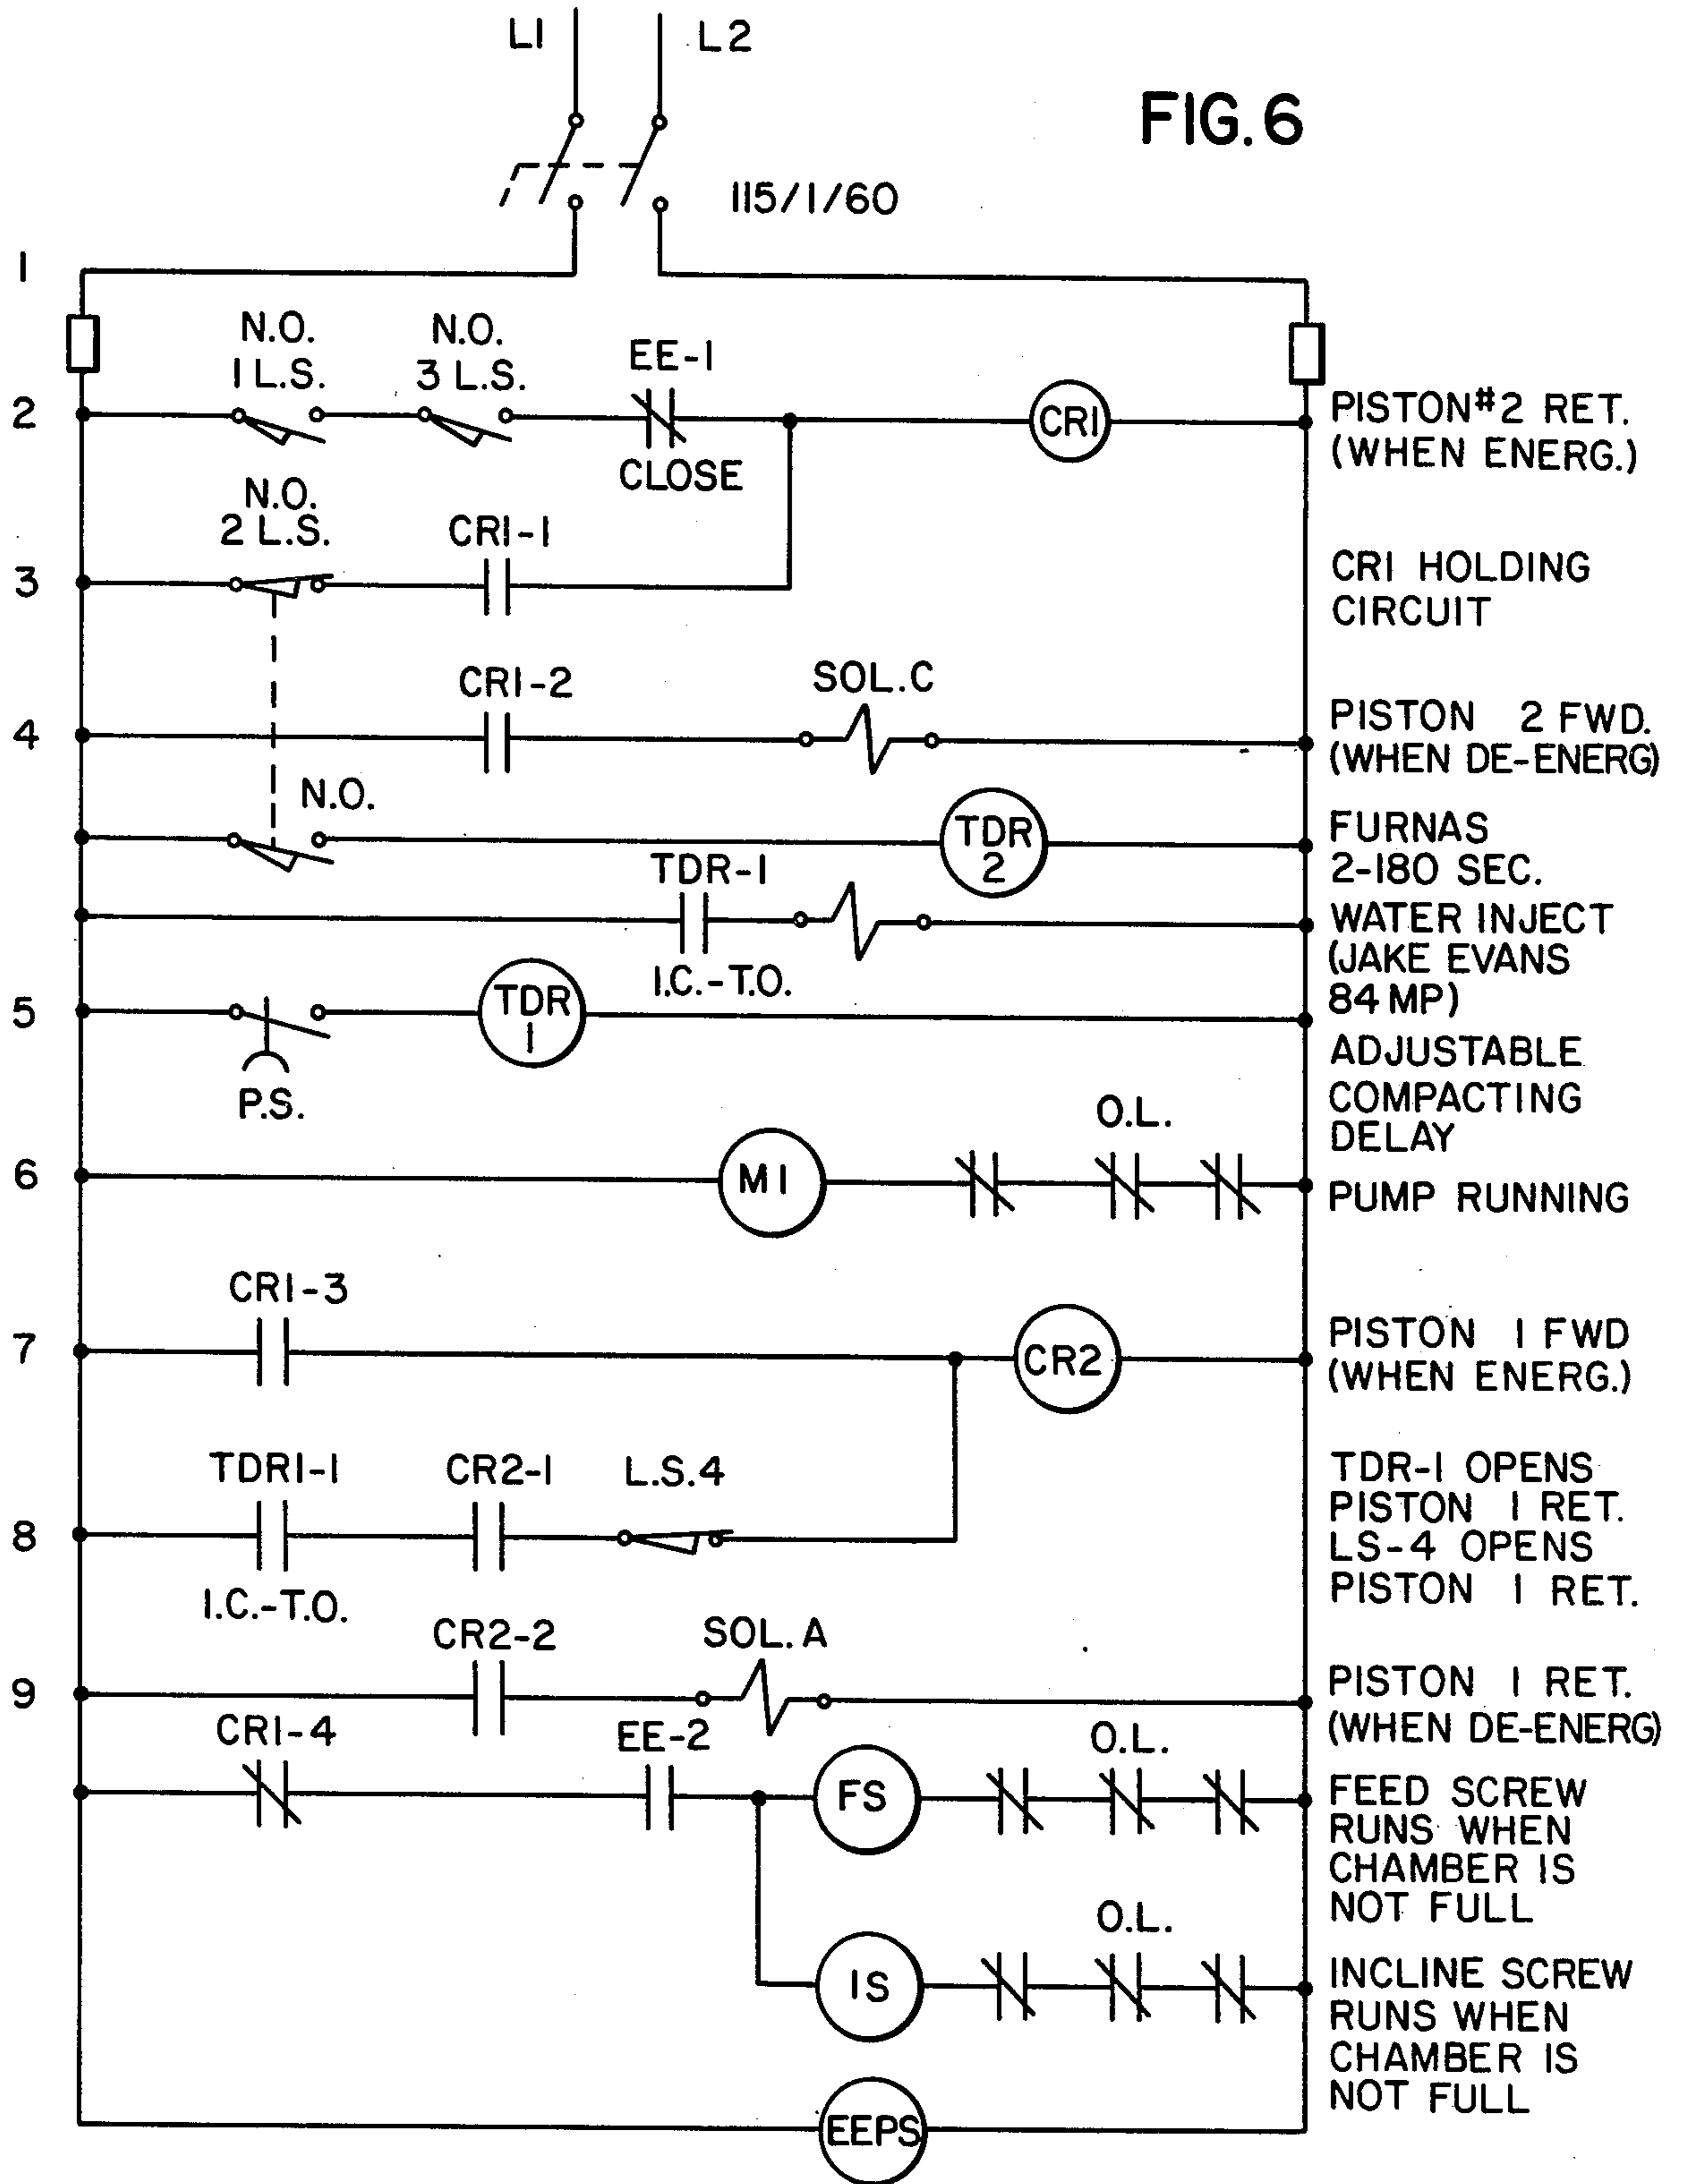 L1 L2
FIG. 6
115/1/60
1
N.O.
1 L.S.
N.O.
3 L.S.
EE-1
2
CR1
PISTON #2 RET.
(WHEN ENERG.)
CLOSE
N.O.
2 L.S.
CR1-1
3
CR1 HOLDING
CIRCUIT
CR1-2
SOL. C
4
PISTON 2 FWD.
(WHEN DE-ENERG)
N.O.
TDR
2
FURNAS
2-180 SEC.
TDR-1
I.C.-T.O.
WATER INJECT
(JAKE EVANS
84 MP)
5
TDR
1
P.S.
ADJUSTABLE
COMPACTING
DELAY
O.L.
6
M1
PUMP RUNNING
CR1-3
7
CR2
PISTON 1 FWD
(WHEN ENERG.)
TDR1-1
CR2-1
L.S.4
8
I.C.-T.O.
TDR-1 OPENS
PISTON 1 RET.
LS-4 OPENS
PISTON 1 RET.
CR2-2
SOL. A
9
PISTON 1 RET.
(WHEN DE-ENERG)
CR1-4
EE-2
FS
O.L.
FEED SCREW
RUNS WHEN
CHAMBER IS
NOT FULL
IS
O.L.
INCLINE SCREW
RUNS WHEN
CHAMBER IS
NOT FULL
EEPS